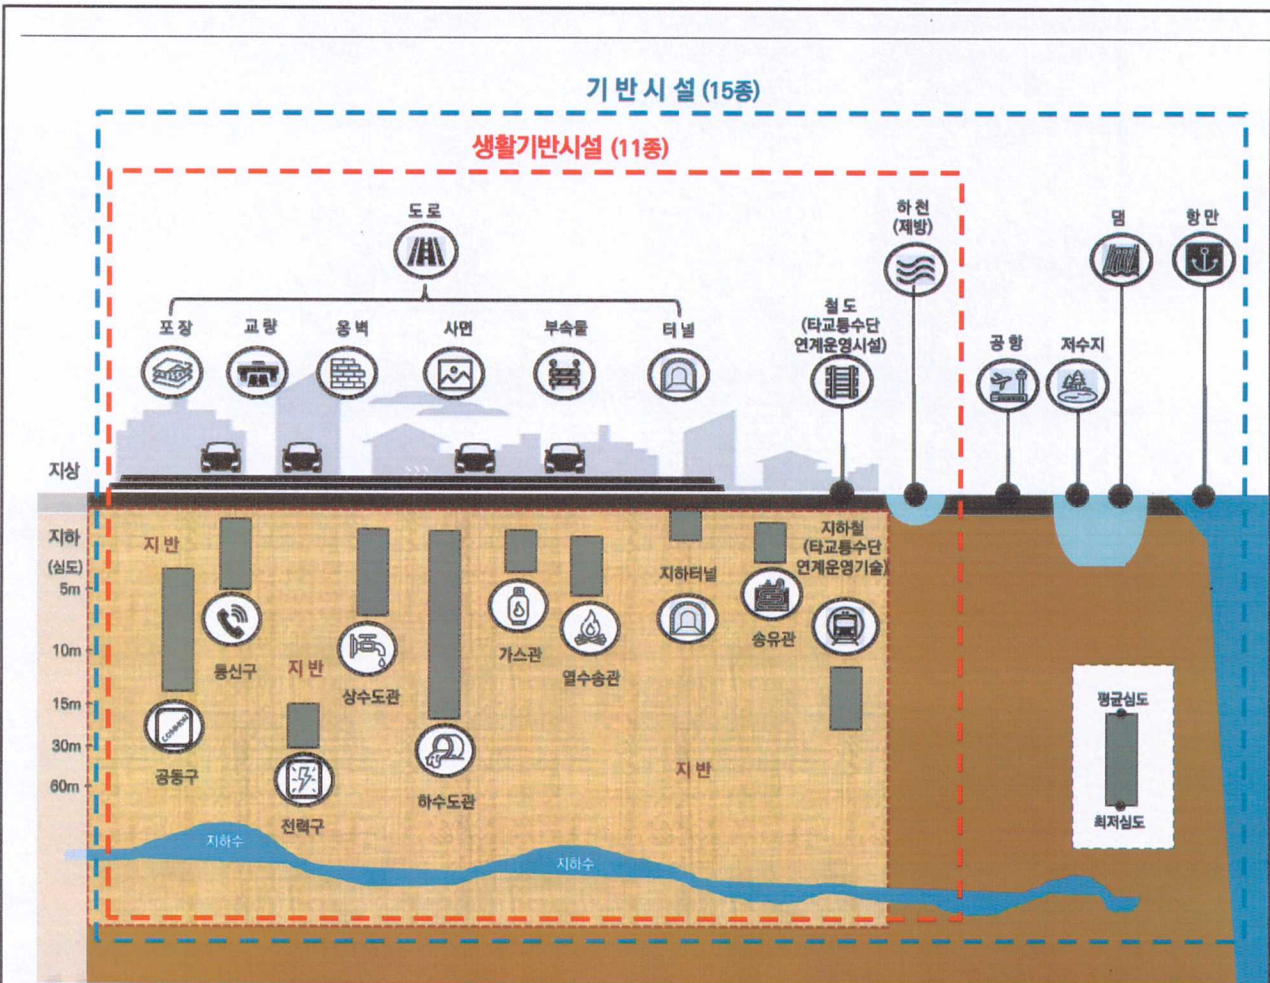 기반시설 (15종)
생활기반시설 (11종)
도로
하천
(제방)
댐
항만
포장
교량
옹벽
사면
부속물
터널
철도
(타교통수단
연계운영시설)
공항
저수지
지상
지하
(심도)
5m
10m
15m
30m
60m
지반
통신구
지반
공동구
COMMON
전력구
상수도관
하수도관
가스관
열수송관
지하터널
송유관
지하철
(타교통수단
연계운영기술)
지반
평균심도
최저심도
지하수
지하수